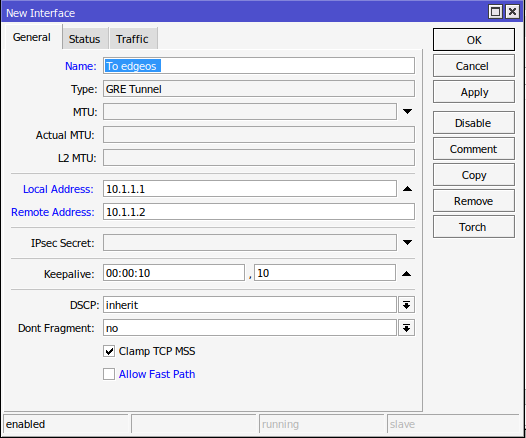 New Interface
General Status Traffic
Name: To edgeos
Type: GRE Tunnel
MTU:
Actual MTU:
L2 MTU:
Local Address: 10.1.1.1
Remote Address: 10.1.1.2
IPsec Secret:
Keepalive: 00:00:10 , 10
DSCP: inherit
Dont Fragment: no
Clamp TCP MSS
Allow Fast Path
OK
Cancel
Apply
Disable
Comment
Copy
Remove
Torch
enabled running slave